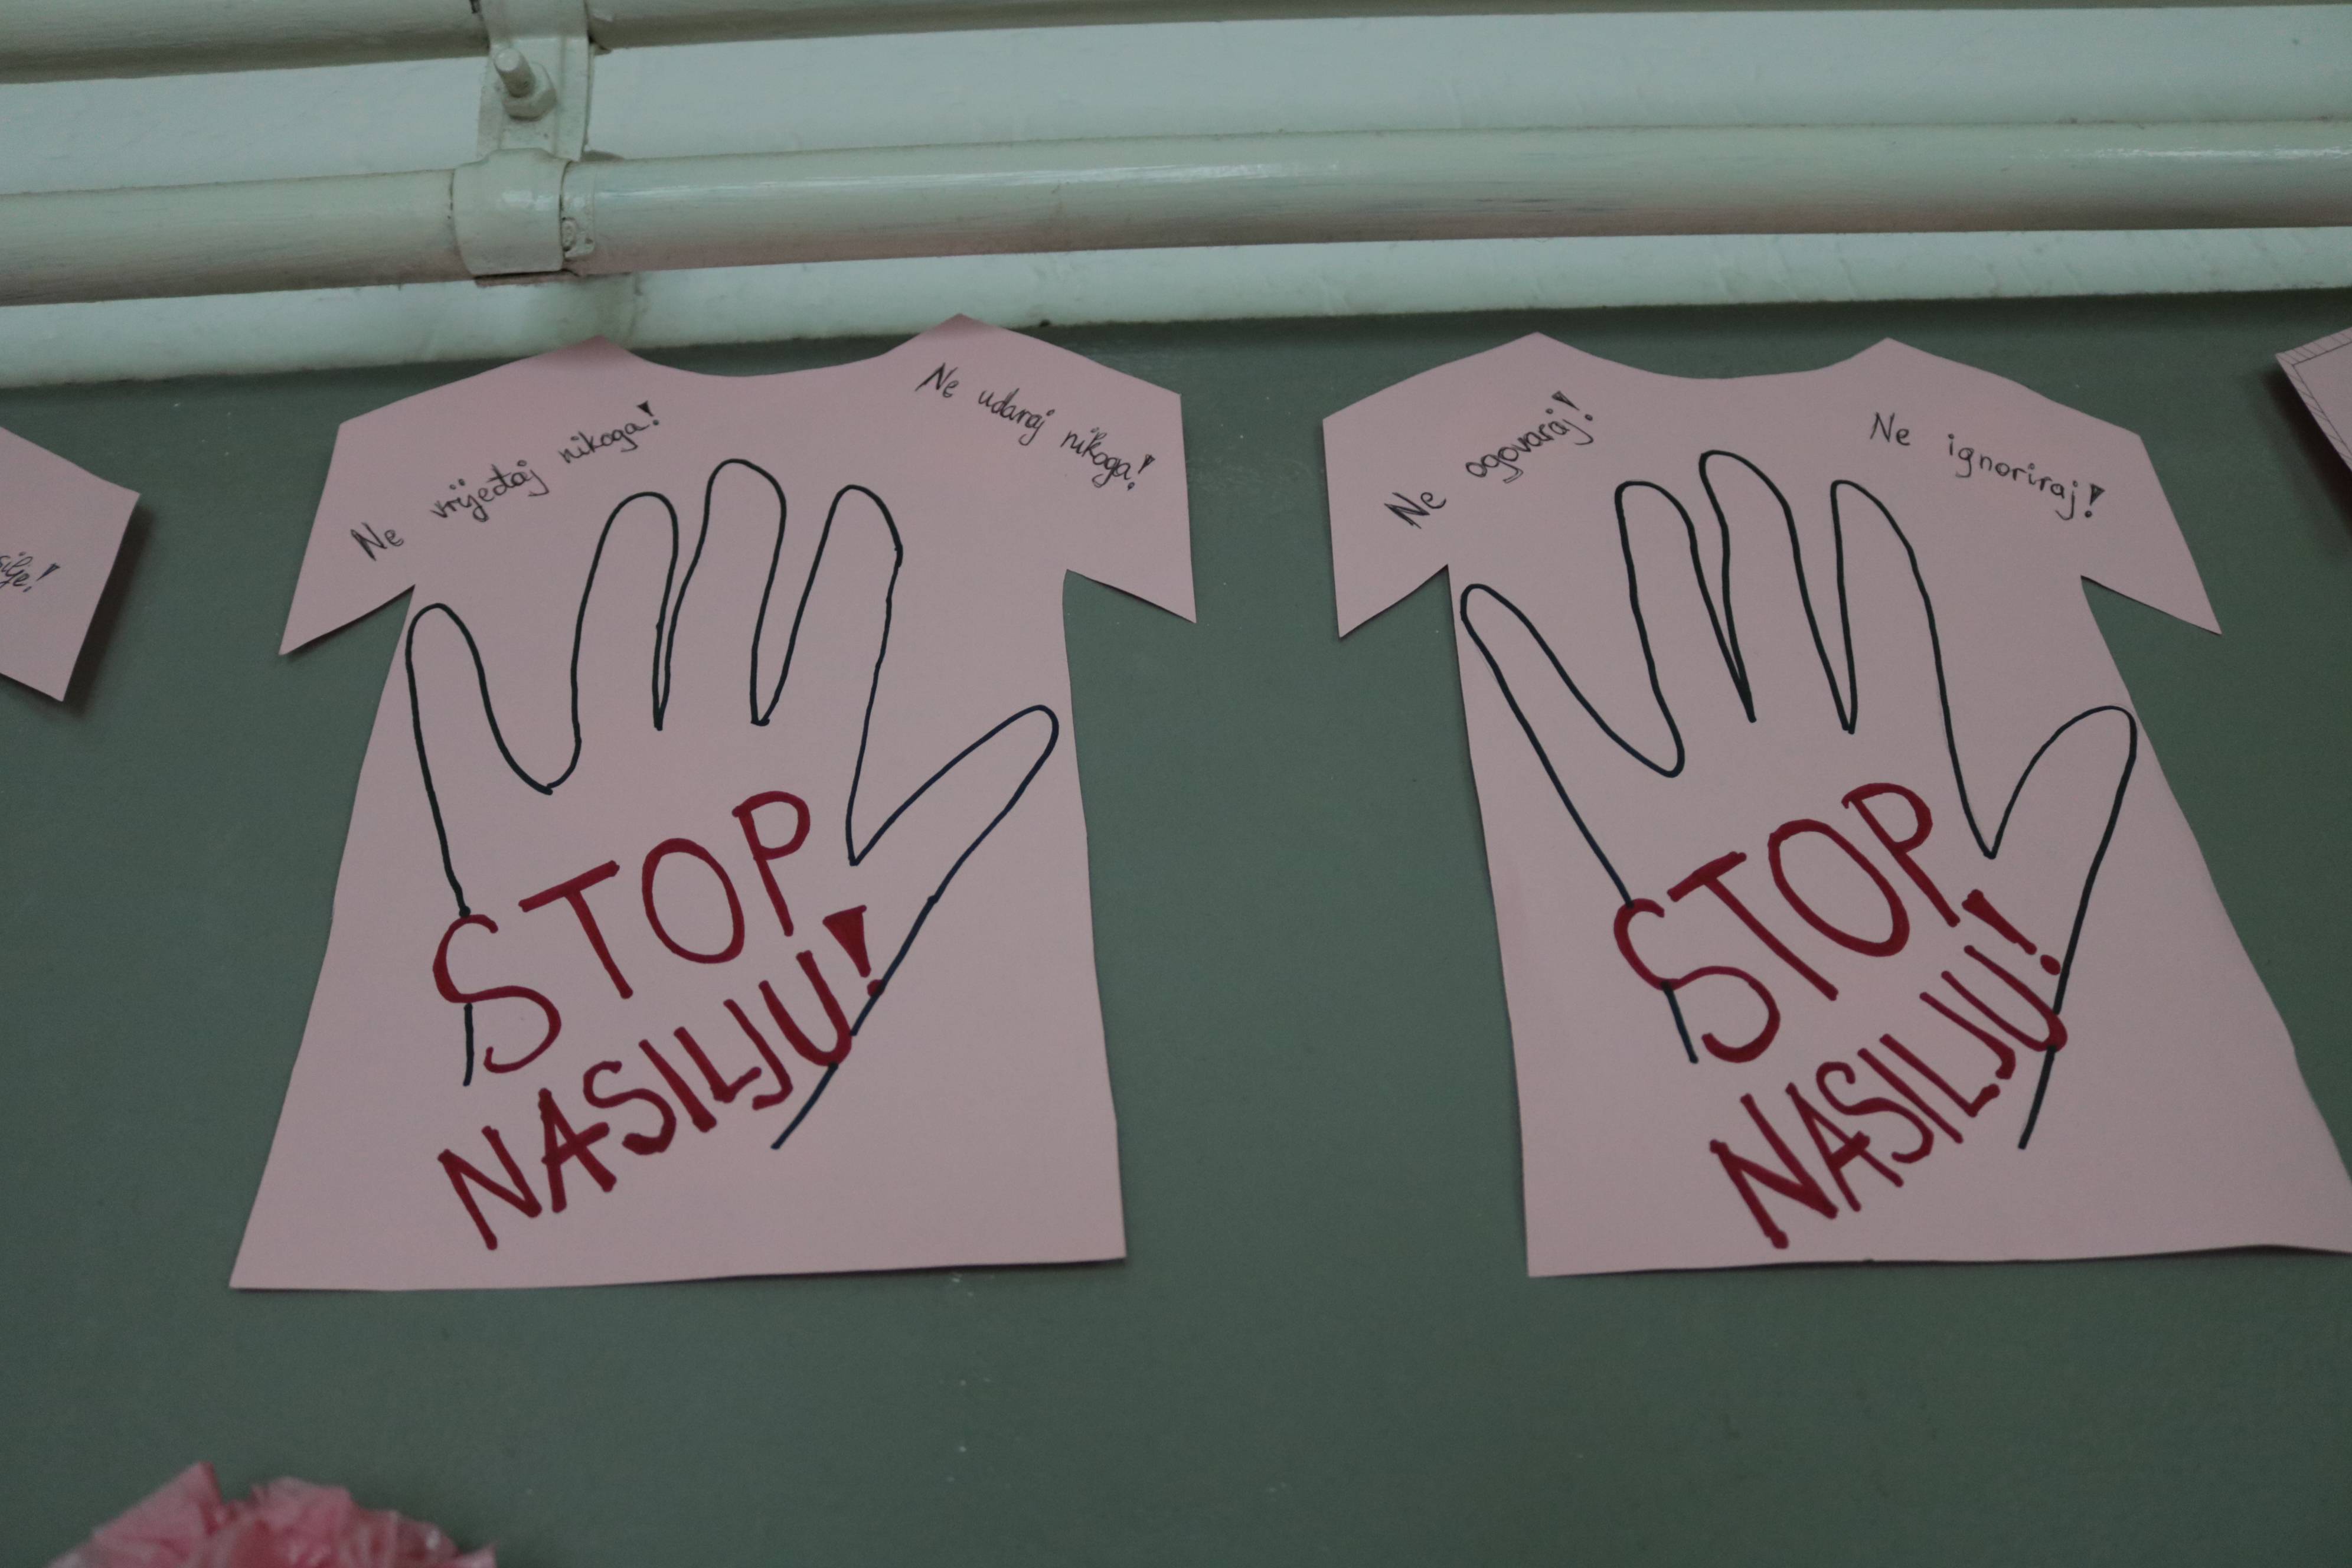 Ne vrijeđaj nikoga!
Ne udaraj nikoga!
STOP
NASILJU!
Ne ogovaraj!
Ne ignoriraj!
STOP
NASILJU!